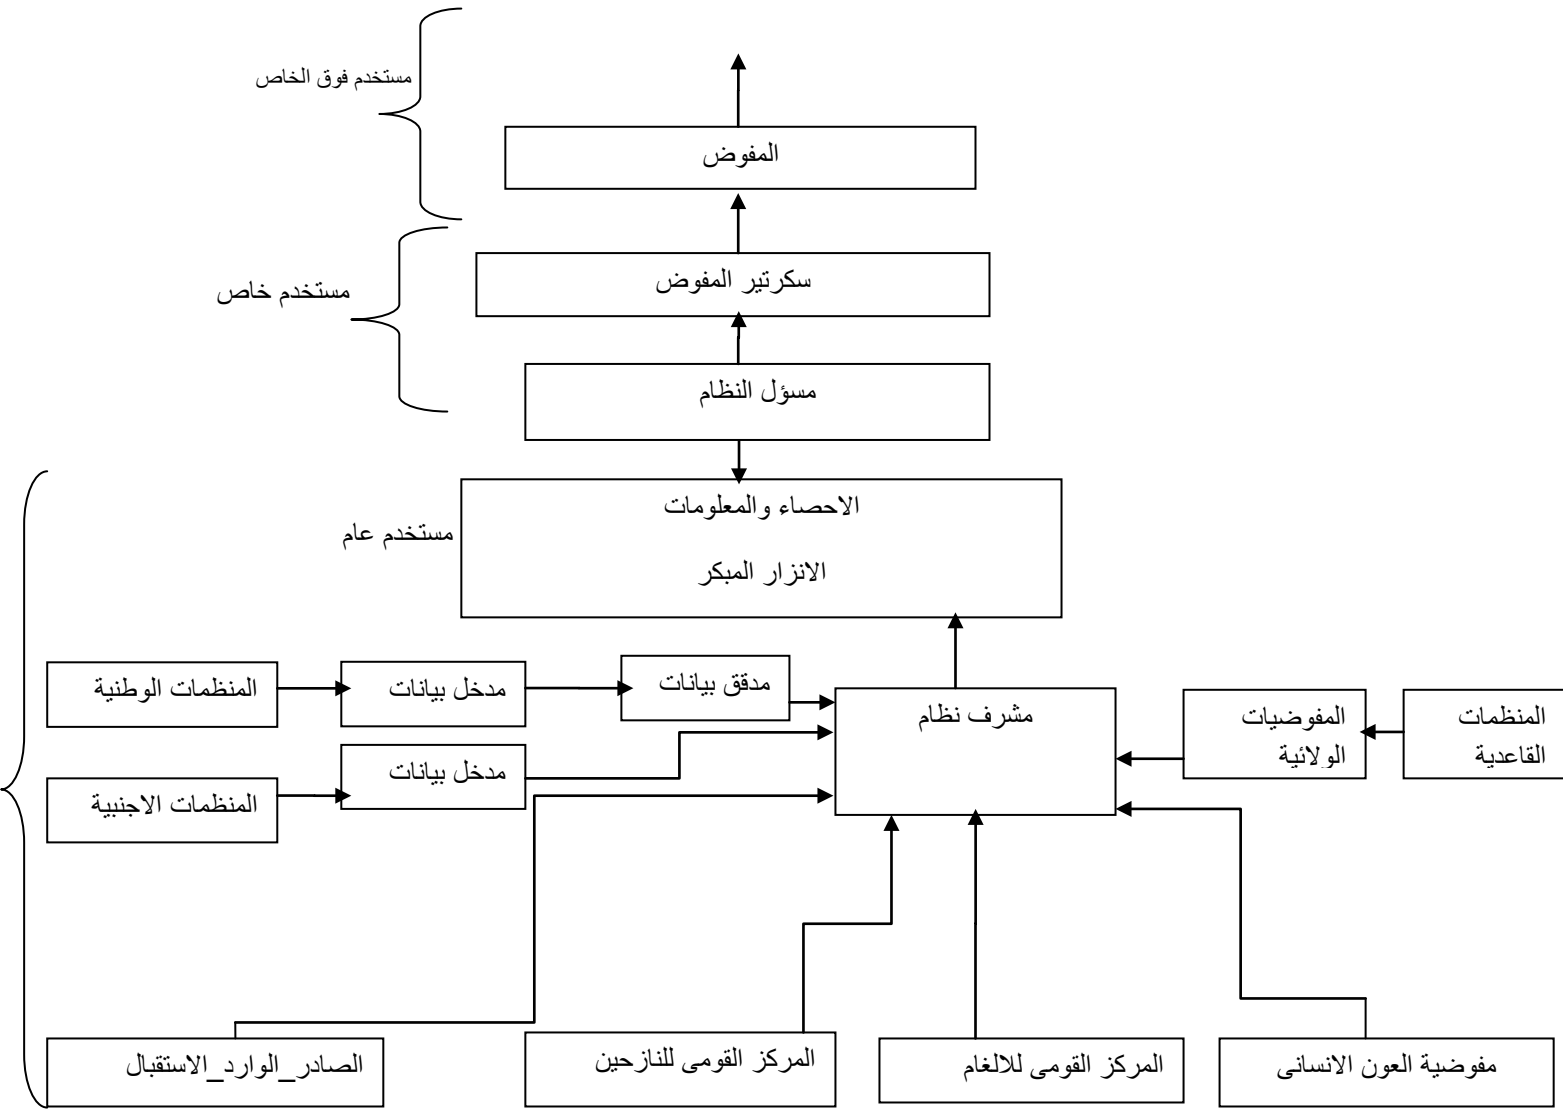 مستخدم فوق الخاص
المفوض
سكرتير المفوض
مستخدم خاص
مسؤل النظام
الاحصاء والمعلومات
مستخدم عام
الانزار المبكر
المنظمات الوطنية
مدخل بيانات
مدقق بيانات
مشرف نظام
المفوضيات
الولائية
المنظمات
القاعدية
مدخل بيانات
المنظمات الاجنبية
الصادر_الوارد_الاستقبال
المركز القومى للنازحين
المركز القومى للالغام
مفوضية العون الانسانى